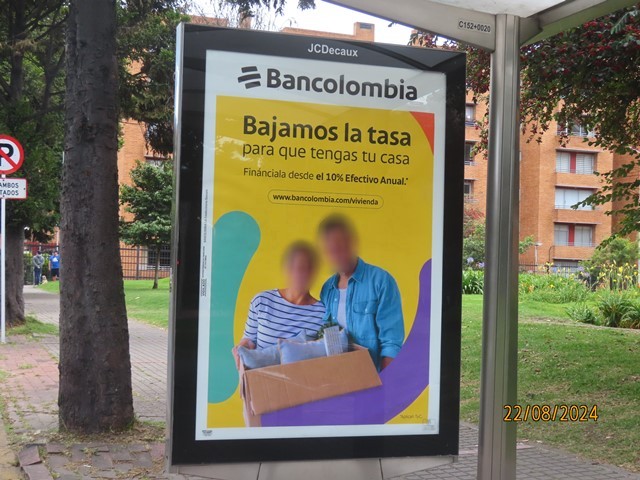 C152+0020
JCDecaux
Bancolombia
Bajamos la tasa
para que tengas tu casa
Fináncialo desde el 10% Efectivo Anual.*
www.bancolombia.com/vivienda
22/08/2024